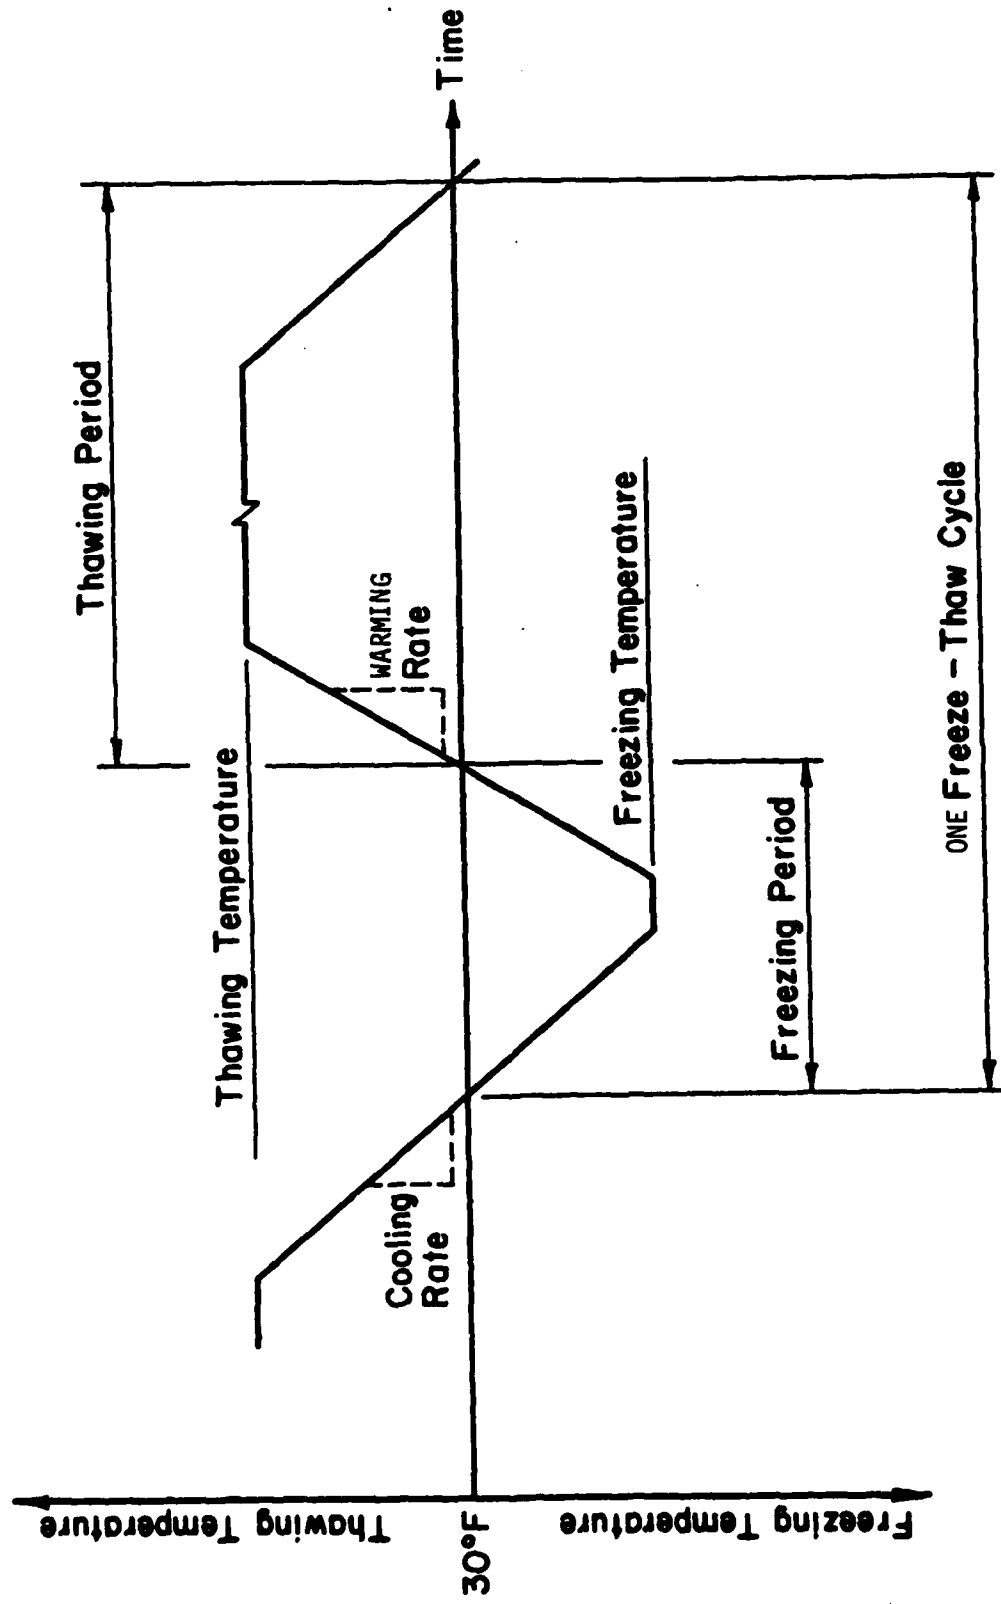 Thawing Period
Time
Thawing Temperature
WARMING
Rate
Cooling
Rate
Freezing Temperature
Freezing Period
ONE Freeze - Thaw Cycle
Thawing Temperature
30°F
Freezing Temperature